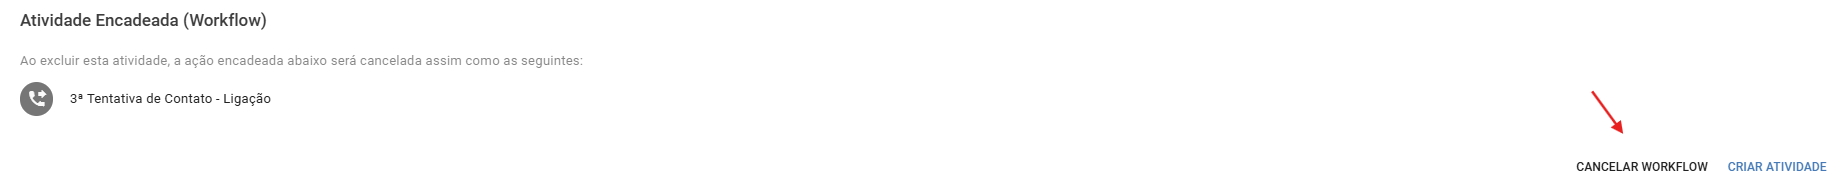 Atividade Encadeada (Workflow)
Ao excluir esta atividade, a ação encadeada abaixo será cancelada assim como as seguintes:
3ª Tentativa de Contato - Ligação
CANCELAR WORKFLOW CRIAR ATIVIDADE